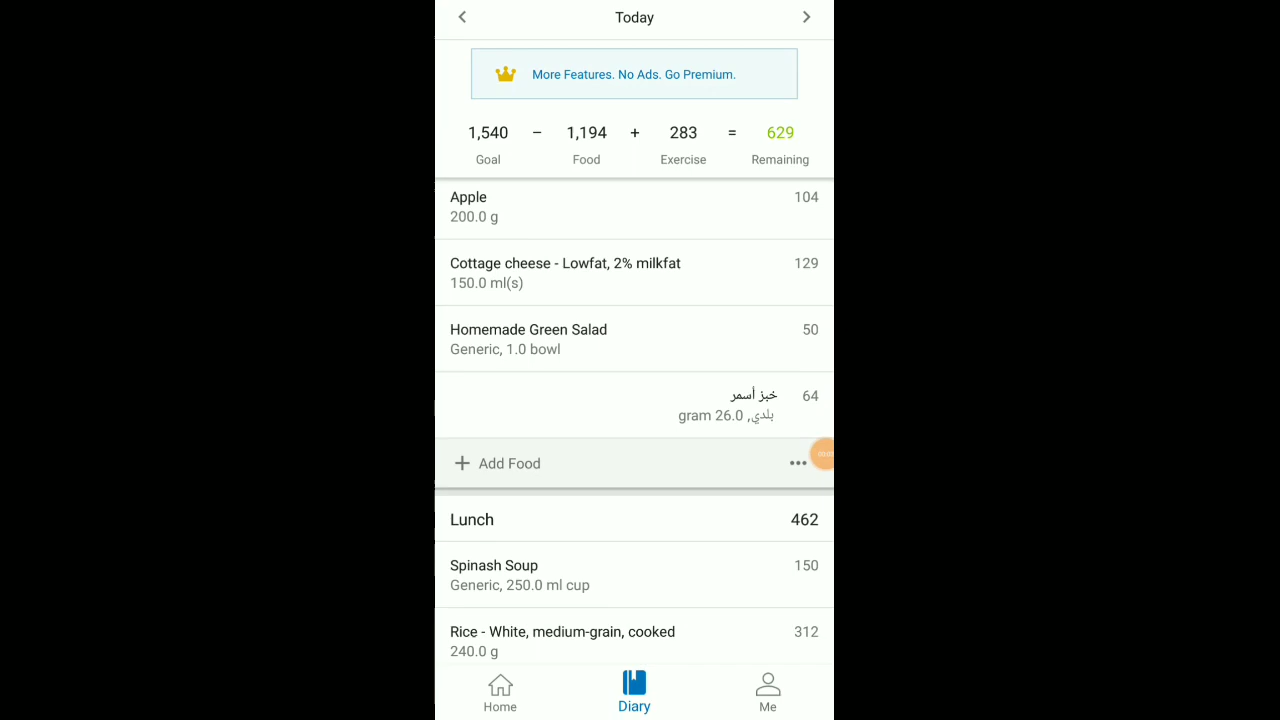 Today
More Features. No Ads. Go Premium.
1,540 − 1,194 + 283 = 629
Goal Food Exercise Remaining
Apple 104
200.0 g
Cottage cheese - Lowfat, 2% milkfat 129
150.0 ml(s)
Homemade Green Salad 50
Generic, 1.0 bowl
خبز أسمر 64
بلدي, 26.0 gram
+ Add Food
Lunch 462
Spinash Soup 150
Generic, 250.0 ml cup
Rice - White, medium-grain, cooked 312
240.0 g
Home Diary Me